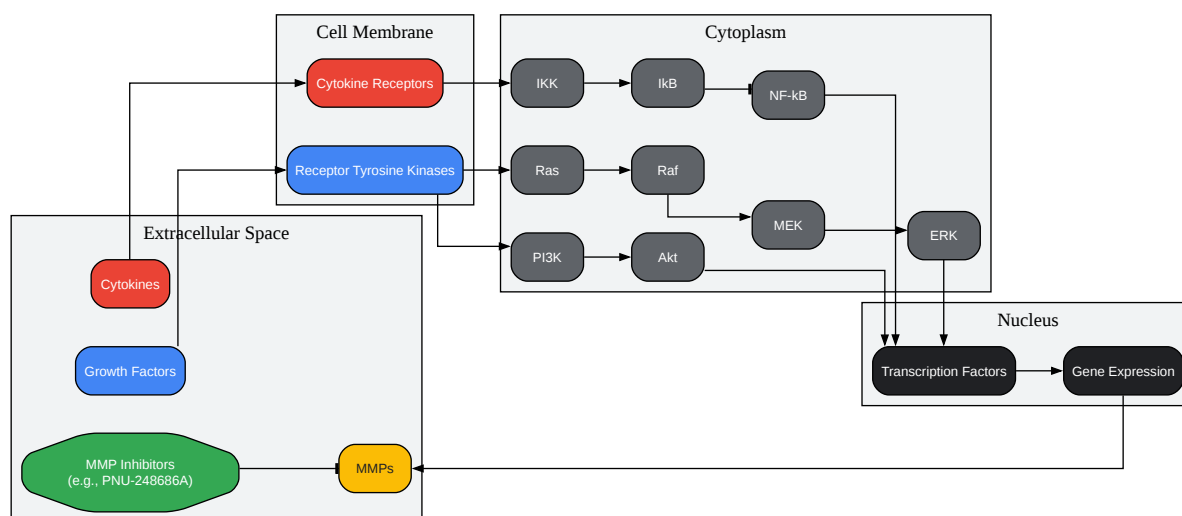 Cell Membrane
Cytoplasm
Cytokine Receptors
IKK
IkB
NF-kB
Receptor Tyrosine Kinases
Ras
Raf
MEK
ERK
PI3K
Akt
Extracellular Space
Cytokines
Growth Factors
MMP Inhibitors
(e.g., PNU-248686A)
MMPs
Nucleus
Transcription Factors
Gene Expression